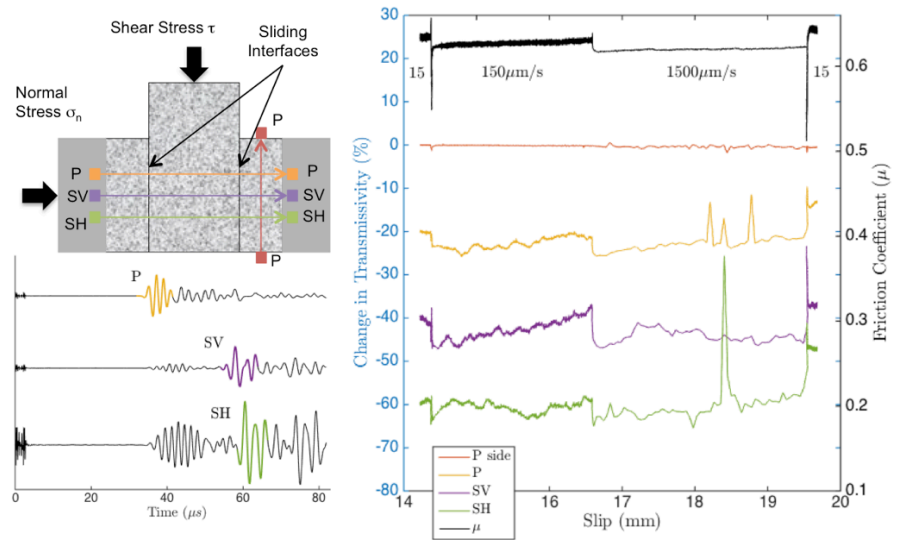 Shear Stress τ
Sliding
Interfaces
Normal
Stress σn
P
P
SV
SH
P
SV
SH
P
P
SV
SH
0
20
40
60
80
Time (μs)
30
20
10
0
-10
-20
-30
-40
-50
-60
-70
-80
Change in Transmissivity (%)
15
150μm/s
1500μm/s
15
0.6
0.5
0.4
0.3
0.2
0.1
Friction Coefficient (μ)
P side
P
SV
SH
μ
14
16
17
18
19
20
Slip (mm)